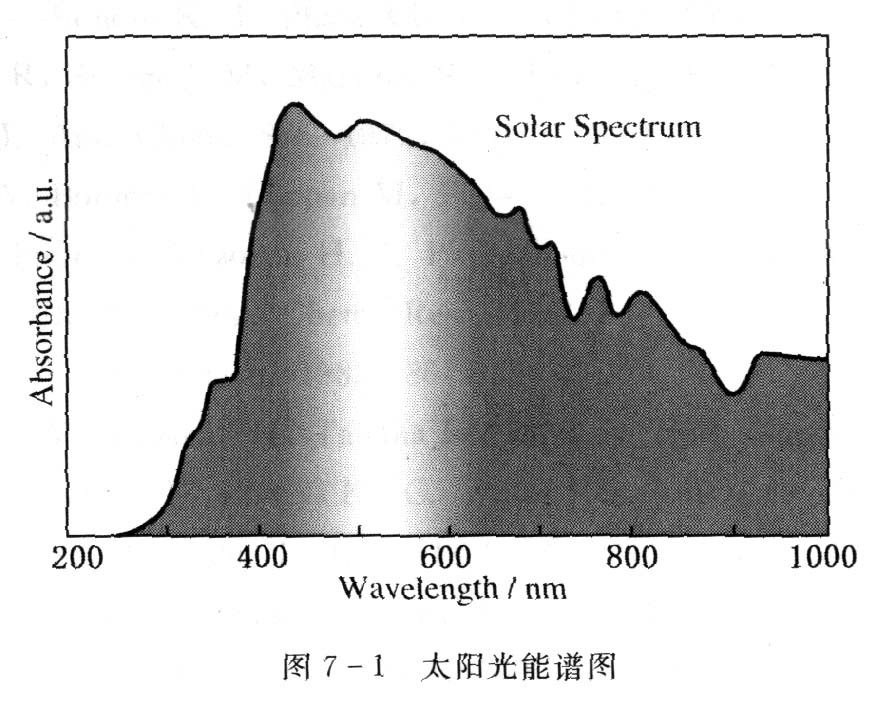 Solar Spectrum
Absorbance / a.u.
200 400 600 800 1000
Wavelength / nm
图 7-1 太阳光能谱图